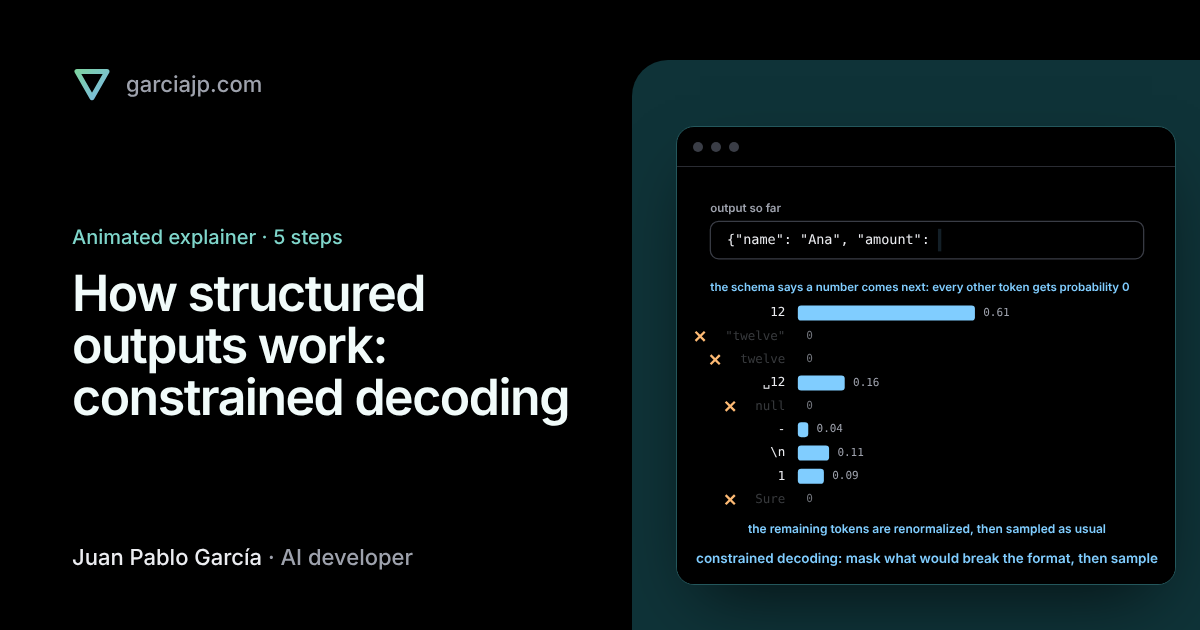 garciajp.com
Animated explainer · 5 steps
How structured
outputs work:
constrained decoding
Juan Pablo García · AI developer
output so far
{"name": "Ana", "amount":
the schema says a number comes next: every other token gets probability 0
12 0.61
"twelve" 0
twelve 0
␣12 0.16
null 0
- 0.04
\n 0.11
1 0.09
Sure 0
the remaining tokens are renormalized, then sampled as usual
constrained decoding: mask what would break the format, then sample